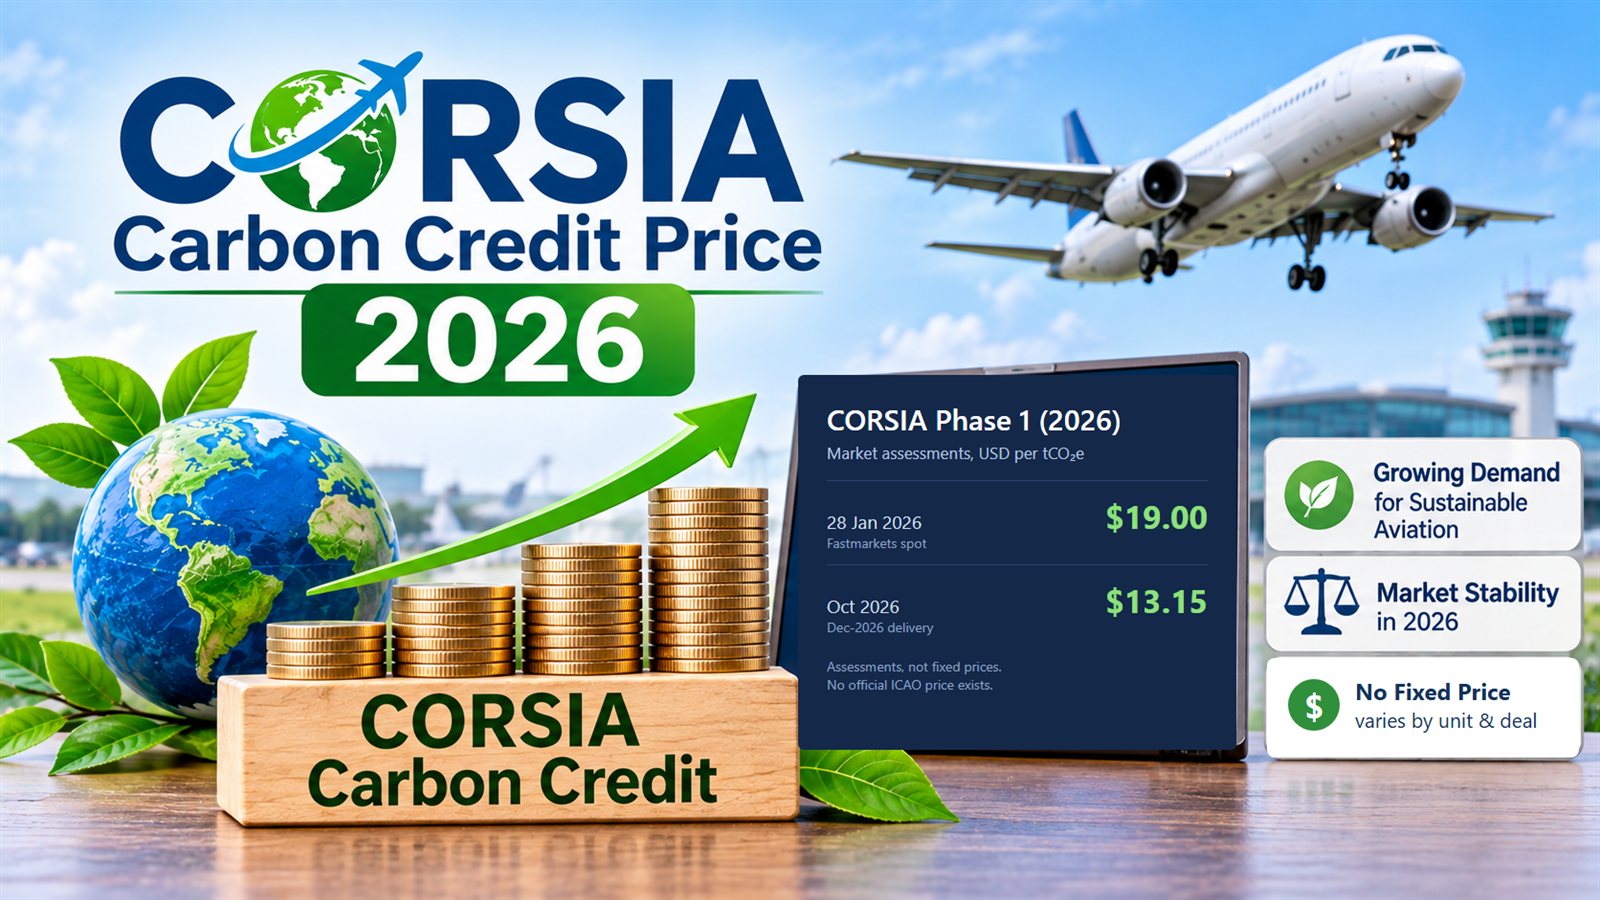 CORSIA
Carbon Credit Price
2026
CORSIA Phase 1 (2026)
Market assessments, USD per tCO₂e
28 Jan 2026
$19.00
Fastmarkets spot
Oct 2026
$13.15
Dec-2026 delivery
Assessments, not fixed prices.
No official ICAO price exists.
Growing Demand
for Sustainable
Aviation
Market Stability
in 2026
$
No Fixed Price
varies by unit & deal
CORSIA
Carbon Credit